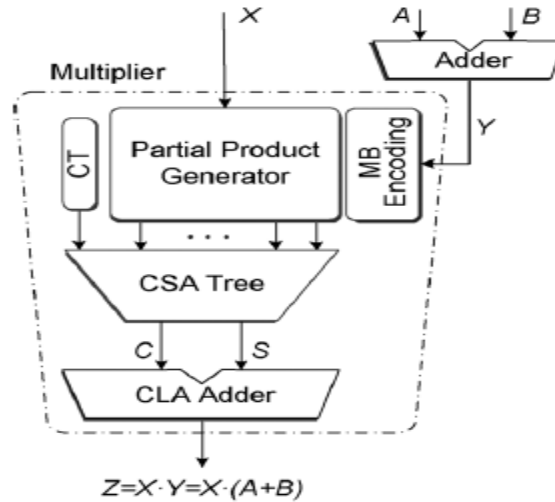 X
A
B
Adder
Multiplier
Y
CT
Partial Product
Generator
MB
Encoding
...
CSA Tree
C
S
CLA Adder
Z=X·Y=X·(A+B)